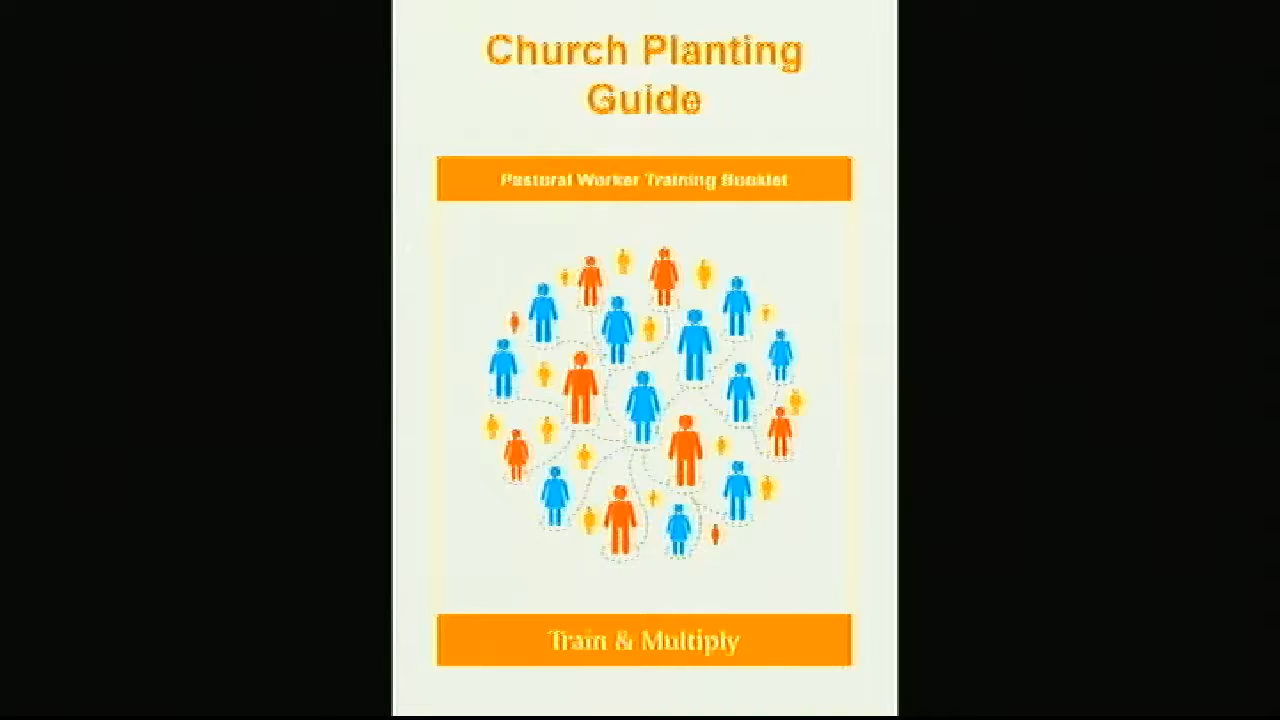 Church Planting
Guide
Pastoral Worker Training Booklet
Train & Multiply